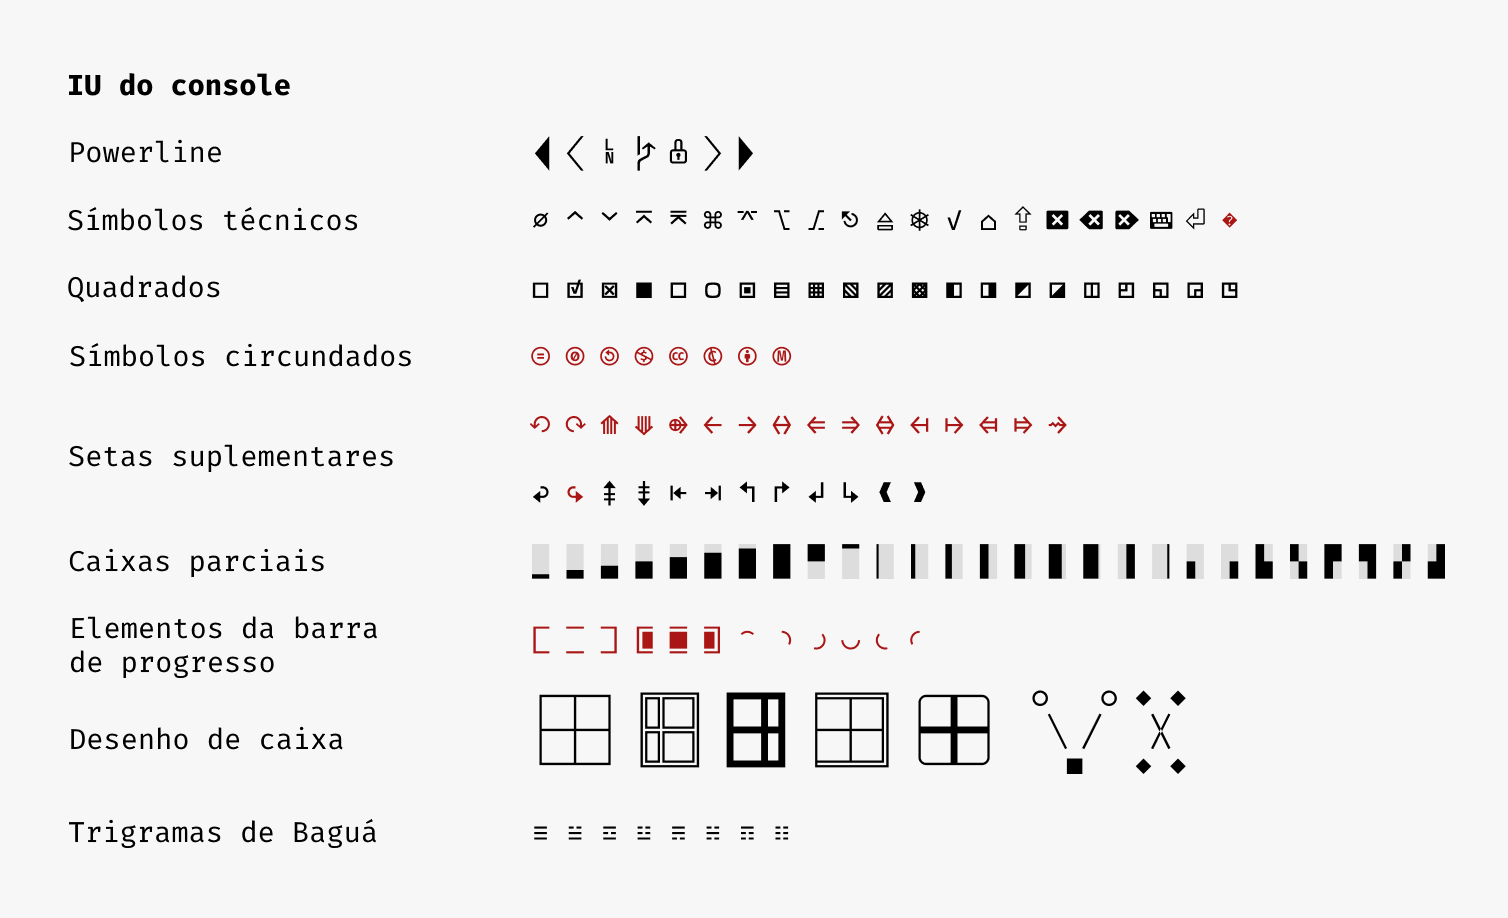 IU do console
Powerline
Símbolos técnicos
Quadrados
Símbolos circundados
Setas suplementares
Caixas parciais
Elementos da barra
de progresso
Desenho de caixa
Trigramas de Baguá